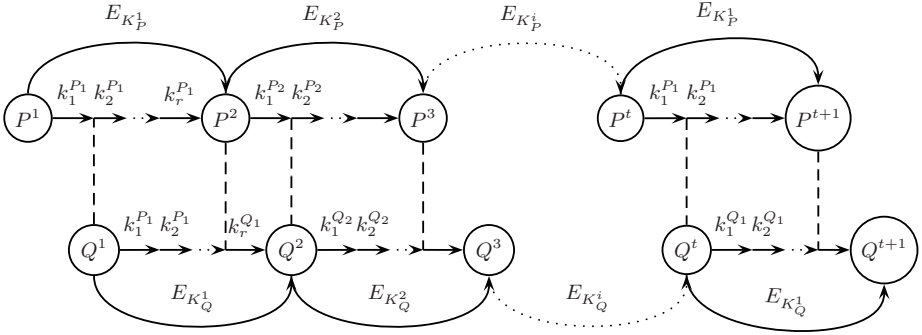 E_{K_P^1} E_{K_P^2} E_{K_P^i} E_{K_P^1}
k_1^{P_1} k_2^{P_1} k_r^{P_1} k_1^{P_2} k_2^{P_2} k_1^{P_1} k_2^{P_1}
P^1 P^2 P^3 P^t P^{t+1}
k_1^{P_1} k_2^{P_1} k_r^{Q_1} k_1^{Q_2} k_2^{Q_2} k_1^{Q_1} k_2^{Q_1}
Q^1 Q^2 Q^3 Q^t Q^{t+1}
E_{K_Q^1} E_{K_Q^2} E_{K_Q^i} E_{K_Q^1}